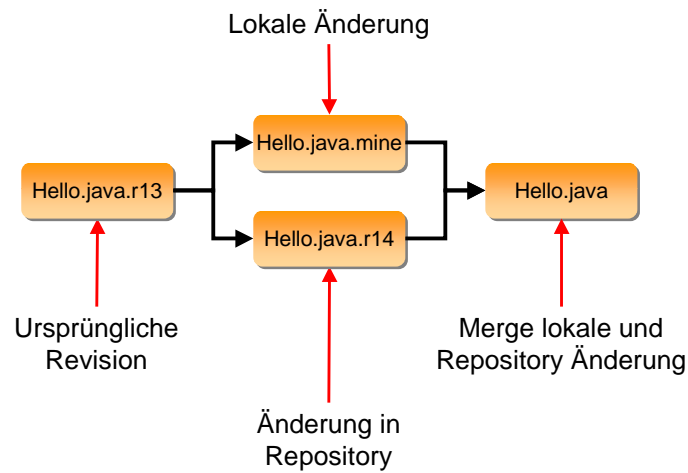 Lokale Änderung
Hello.java.mine
Hello.java.r13
Hello.java
Hello.java.r14
Ursprüngliche
Revision
Merge lokale und
Repository Änderung
Änderung in
Repository